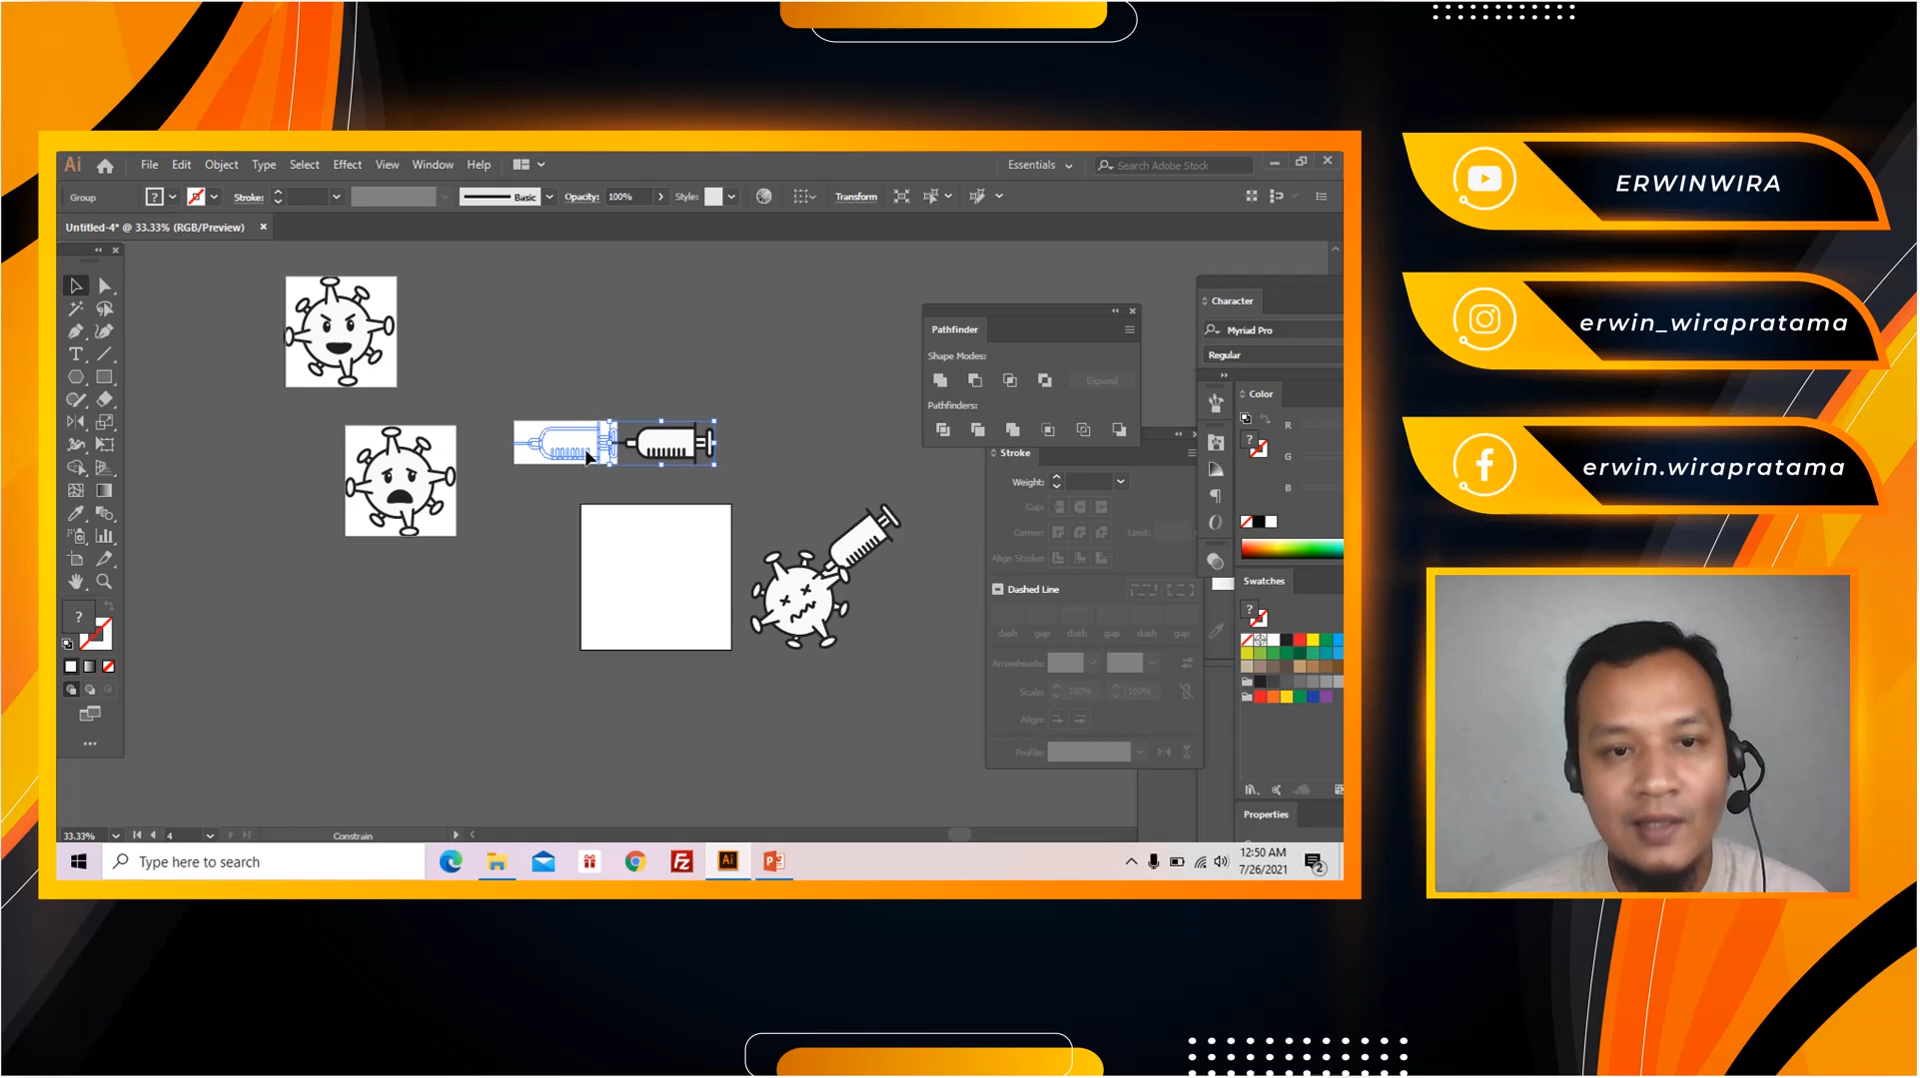 Ai File Edit Object Type Select Effect View Window Help Essentials Search Adobe Stock
Group ? Stroke: Basic Opacity: 100% Style: Transform
Untitled-4* @ 33.33% (RGB/Preview)
Pathfinder
Shape Modes:
Expand
Pathfinders:
Character
Myriad Pro
Regular
Color
?
R
G
B
Stroke
Weight:
Cap:
Corner: Limit:
Align Stroke:
Dashed Line
dash gap dash gap dash gap
Arrowheads:
Scale: 100% 100%
Align:
Profile:
Swatches
?
Properties
?
33.33% 4 Constrain
Type here to search
Fz
Ai
P
12:50 AM
7/26/2021
2
ERWINWIRA
erwin_wirapratama
erwin.wirapratama